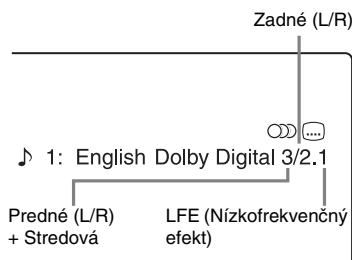 Zadné (L/R)
♪ 1: English Dolby Digital 3/2.1
Predné (L/R)
+ Stredová
LFE (Nízkofrekvenčný
efekt)